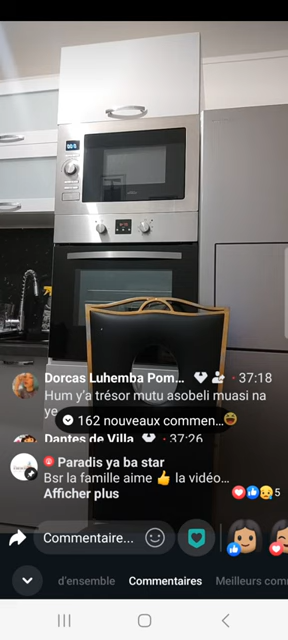 Dorcas Luhemba Pom... · 37:18
Hum y'a trésor mutu asobeli muasi na
ye
162 nouveaux commen...
Dantes de Villa · 37:26
Paradis ya ba star
Bsr la famille aime 👍 la vidéo...
Afficher plus
5
Commentaire...
d'ensemble Commentaires Meilleurs com